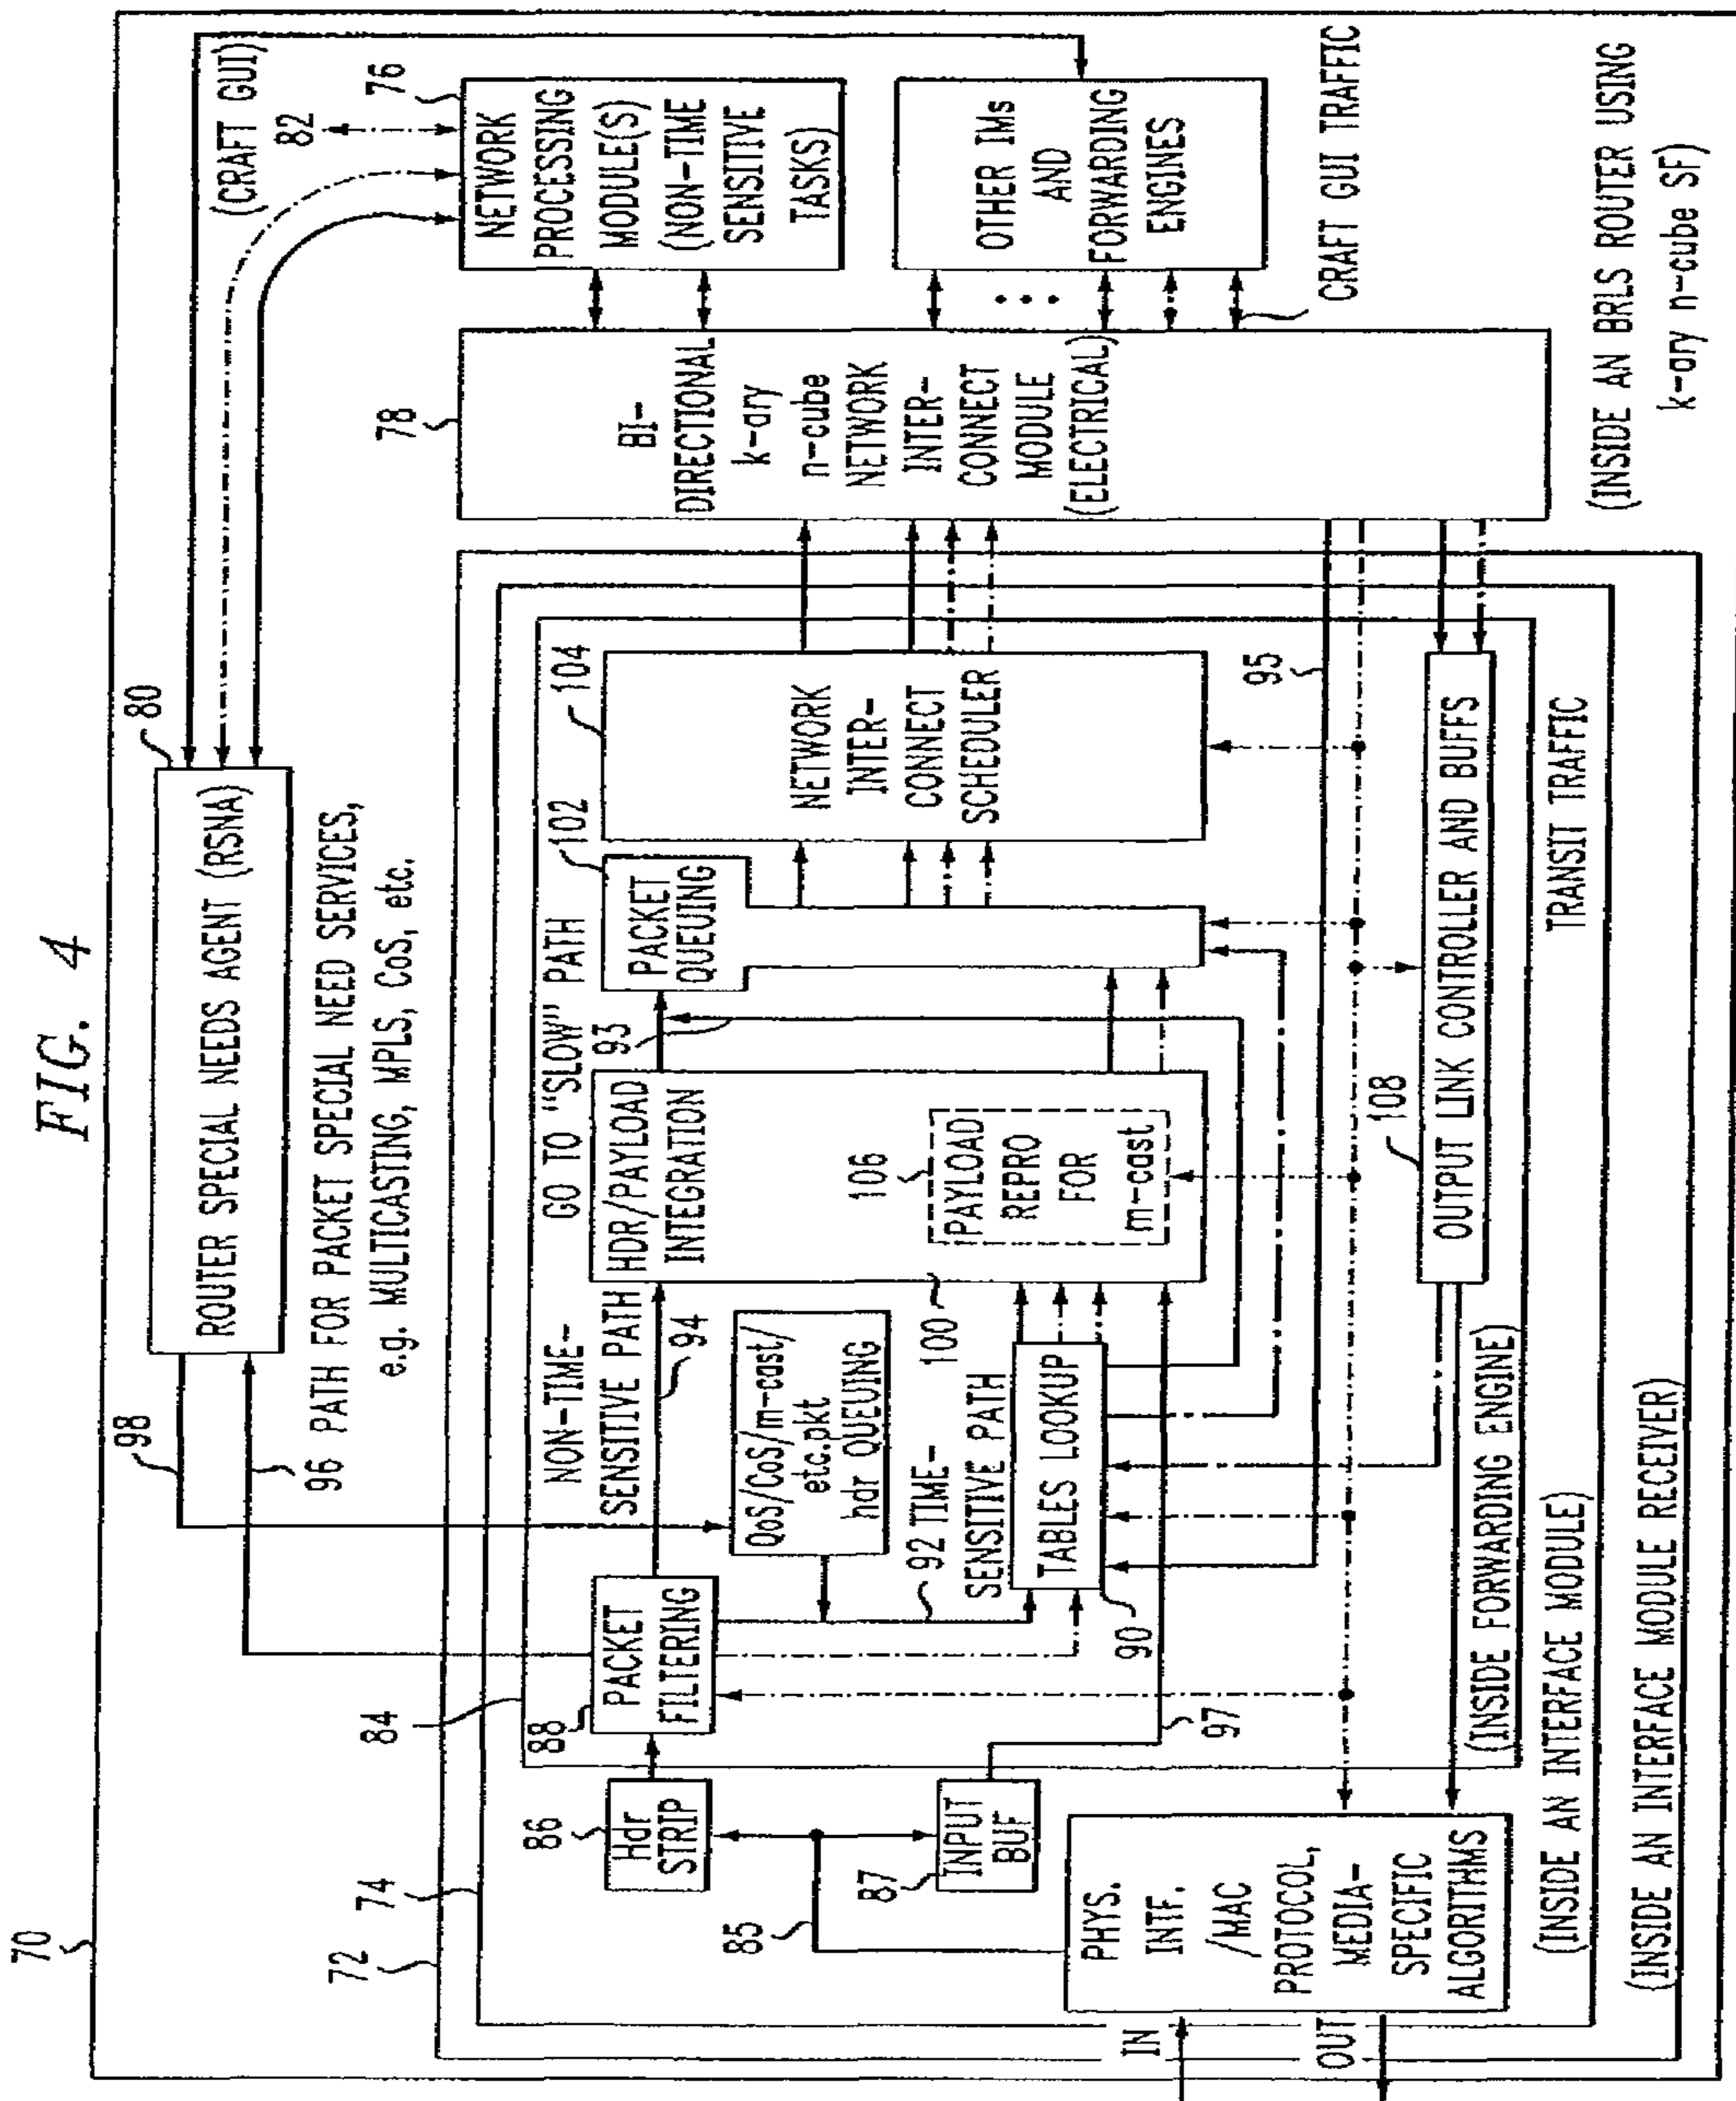 FIG. 4
70
80
ROUTER SPECIAL NEEDS AGENT (RSNA)
98
96 PATH FOR PACKET SPECIAL NEED SERVICES,
e.g. MULTICASTING, MPLS, CoS, etc.
(CRAFT GUI)
82
76
NETWORK
PROCESSING
MODULE(S)
(NON-TIME
SENSITIVE
TASKS)
OTHER IMs
AND
FORWARDING
ENGINES
CRAFT GUI TRAFFIC
78
BI-
DIRECTIONAL
k-ary
n-cube
NETWORK
INTER-
CONNECT
MODULE
(ELECTRICAL)
(INSIDE AN BRLS ROUTER USING
k-ary n-cube SF)
72
74
84
86
Hdr
STRIP
85
87
INPUT
BUF
PHYS.
INTF.
/MAC
PROTOCOL,
MEDIA-
SPECIFIC
ALGORITHMS
IN
OUT
88
PACKET
FILTERING
NON-TIME-
SENSITIVE PATH
94
QoS/CoS/m-cast/
etc.pkt
hdr QUEUING
92 TIME-
SENSITIVE PATH
TABLES LOOKUP
90
97
GO TO "SLOW" PATH
93
HDR/PAYLOAD
INTEGRATION
100
106
PAYLOAD
REPRO
FOR
m-cast
102
PACKET
QUEUING
104
NETWORK
INTER-
CONNECT
SCHEDULER
95
108
OUTPUT LINK CONTROLLER AND BUFFS
TRANSIT TRAFFIC
(INSIDE FORWARDING ENGINE)
(INSIDE AN INTERFACE MODULE)
(INSIDE AN INTERFACE MODULE RECEIVER)